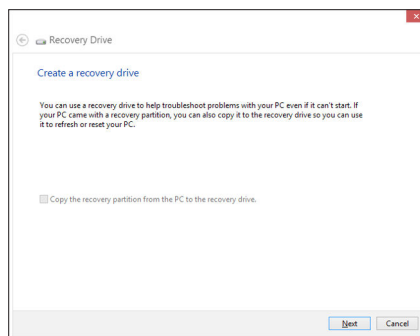 Recovery Drive
Create a recovery drive
You can use a recovery drive to help troubleshoot problems with your PC even if it can't start. If
your PC came with a recovery partition, you can also copy it to the recovery drive so you can use
it to refresh or reset your PC.
Copy the recovery partition from the PC to the recovery drive.
Next Cancel